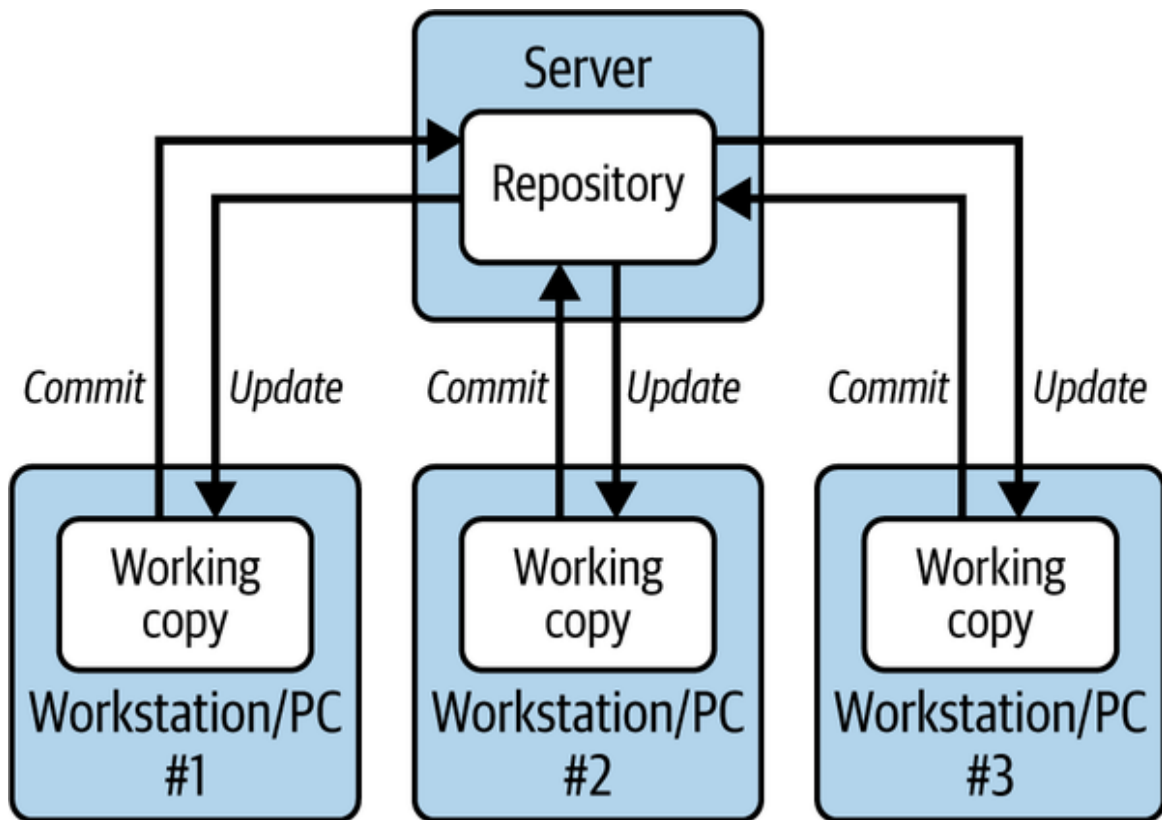 Server
Repository
Commit
Update
Commit
Update
Commit
Update
Working
copy
Workstation/PC
#1
Working
copy
Workstation/PC
#2
Working
copy
Workstation/PC
#3